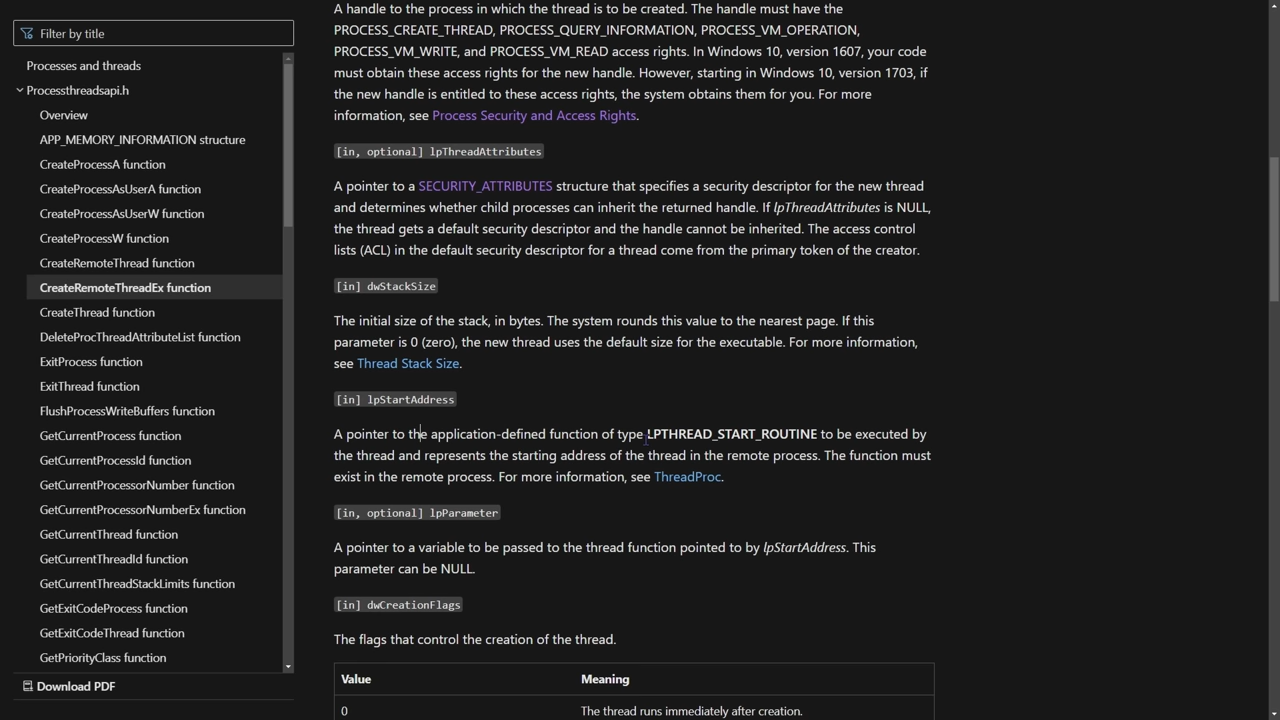 Filter by title
Processes and threads
Processthreadsapi.h
Overview
APP_MEMORY_INFORMATION structure
CreateProcessA function
CreateProcessAsUserA function
CreateProcessAsUserW function
CreateProcessW function
CreateRemoteThread function
CreateRemoteThreadEx function
CreateThread function
DeleteProcThreadAttributeList function
ExitProcess function
ExitThread function
FlushProcessWriteBuffers function
GetCurrentProcess function
GetCurrentProcessId function
GetCurrentProcessorNumber function
GetCurrentProcessorNumberEx function
GetCurrentThread function
GetCurrentThreadId function
GetCurrentThreadStackLimits function
GetExitCodeProcess function
GetExitCodeThread function
GetPriorityClass function
Download PDF
A handle to the process in which the thread is to be created. The handle must have the
PROCESS_CREATE_THREAD, PROCESS_QUERY_INFORMATION, PROCESS_VM_OPERATION,
PROCESS_VM_WRITE, and PROCESS_VM_READ access rights. In Windows 10, version 1607, your code
must obtain these access rights for the new handle. However, starting in Windows 10, version 1703, if
the new handle is entitled to these access rights, the system obtains them for you. For more
information, see Process Security and Access Rights.
[in, optional] lpThreadAttributes
A pointer to a SECURITY_ATTRIBUTES structure that specifies a security descriptor for the new thread
and determines whether child processes can inherit the returned handle. If lpThreadAttributes is NULL,
the thread gets a default security descriptor and the handle cannot be inherited. The access control
lists (ACL) in the default security descriptor for a thread come from the primary token of the creator.
[in] dwStackSize
The initial size of the stack, in bytes. The system rounds this value to the nearest page. If this
parameter is 0 (zero), the new thread uses the default size for the executable. For more information,
see Thread Stack Size.
[in] lpStartAddress
A pointer to the application-defined function of type LPTHREAD_START_ROUTINE to be executed by
the thread and represents the starting address of the thread in the remote process. The function must
exist in the remote process. For more information, see ThreadProc.
[in, optional] lpParameter
A pointer to a variable to be passed to the thread function pointed to by lpStartAddress. This
parameter can be NULL.
[in] dwCreationFlags
The flags that control the creation of the thread.
Value Meaning
0 The thread runs immediately after creation.